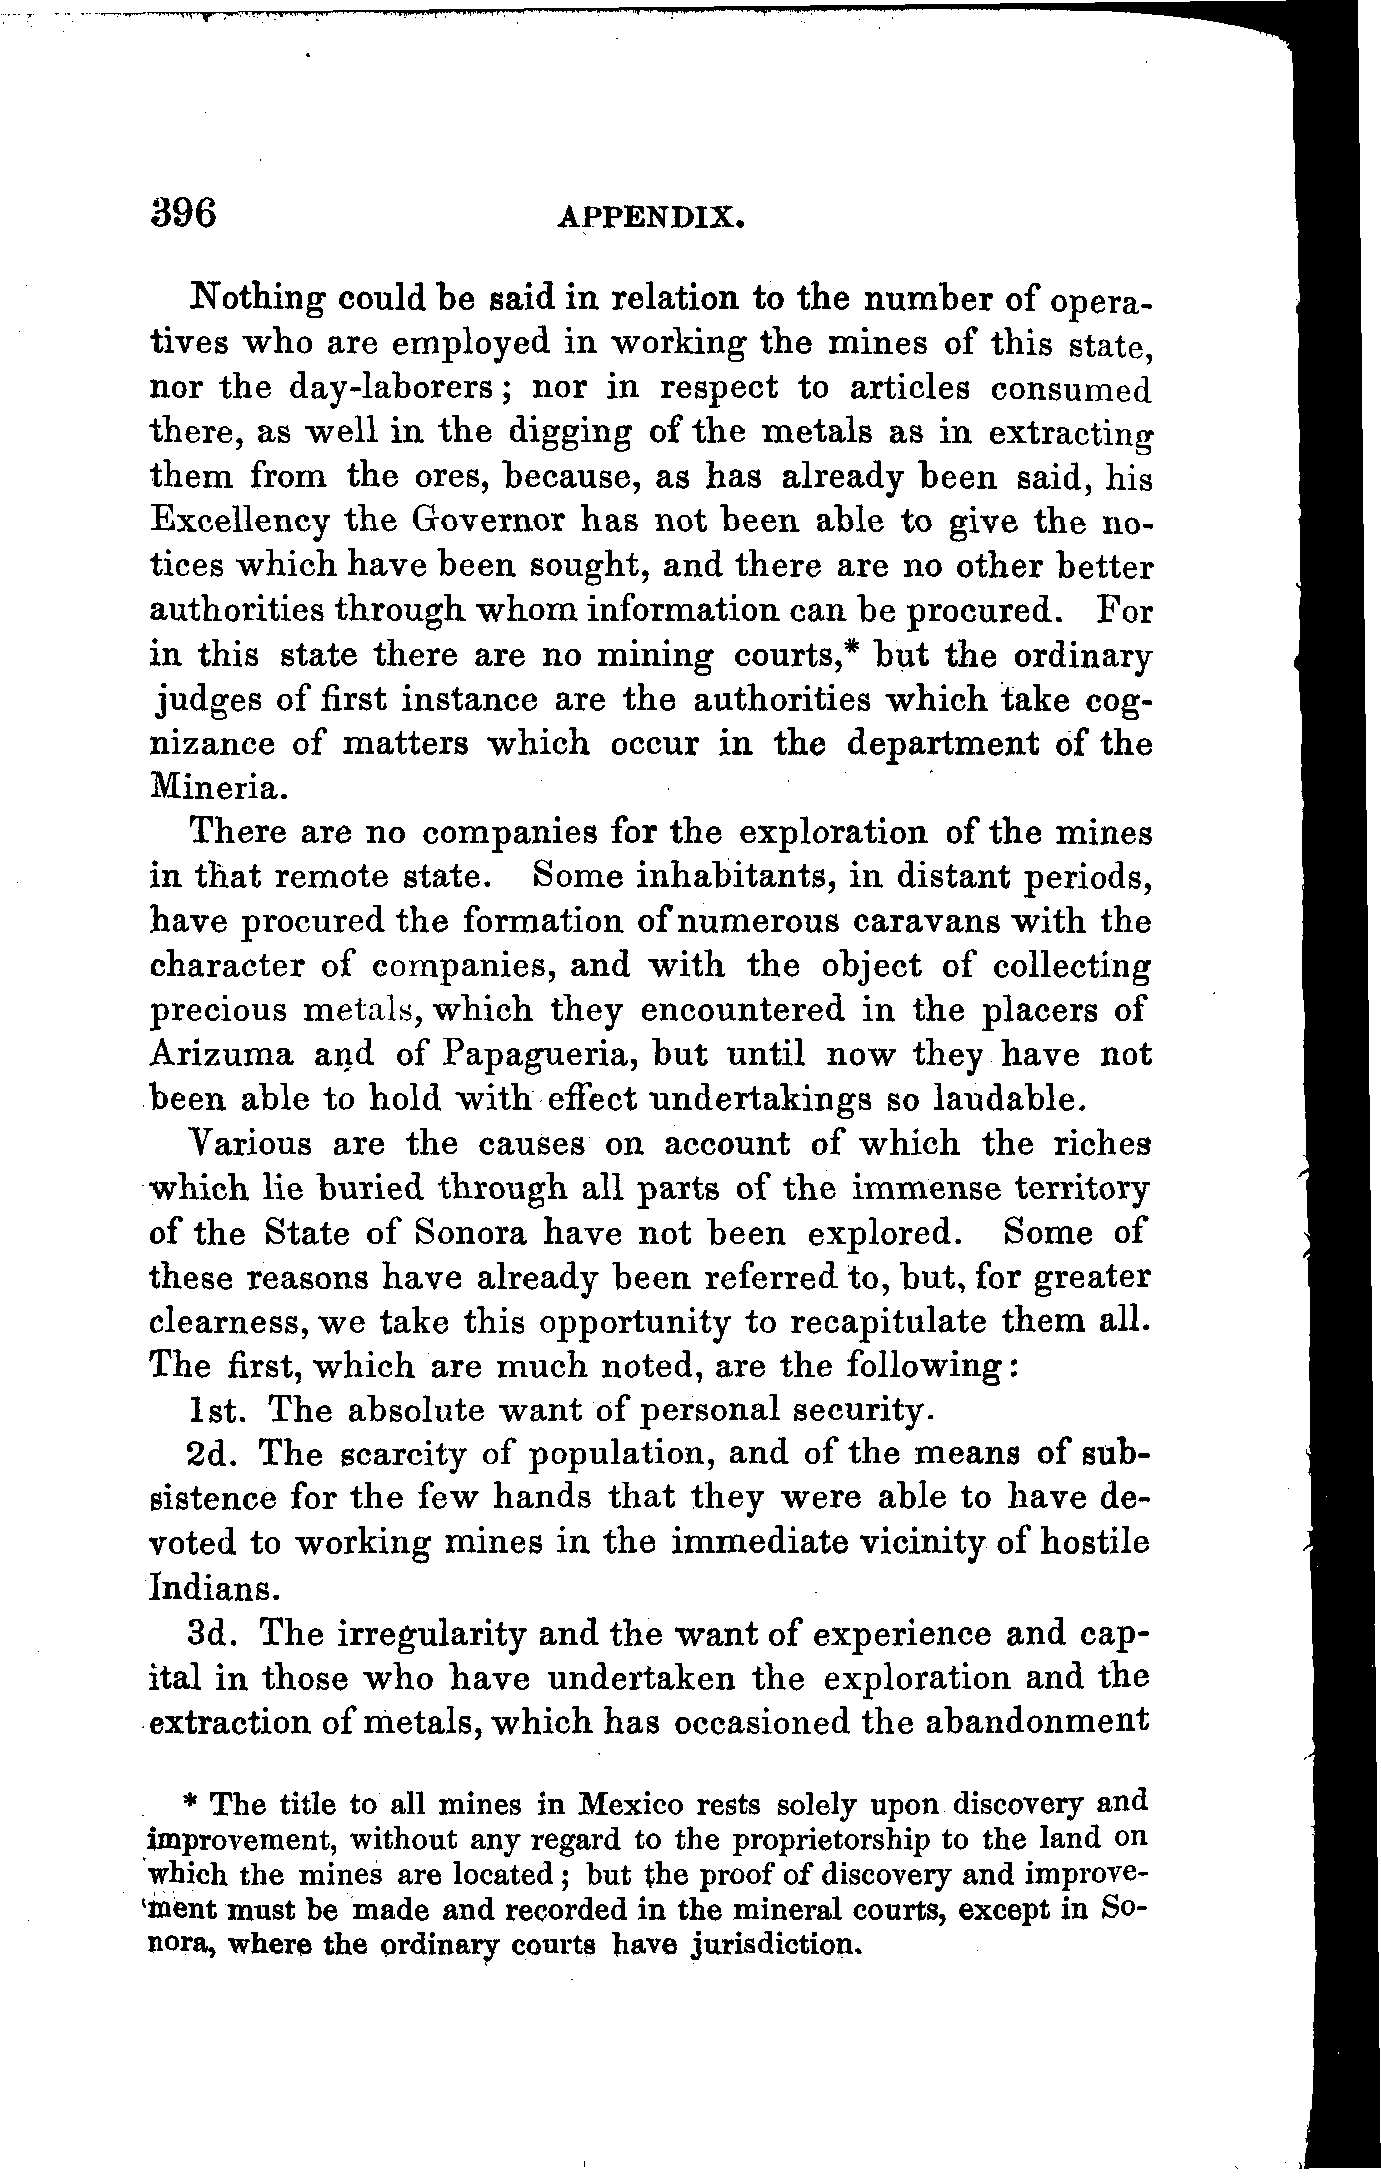 396 APPENDIX.
Nothing could be said in relation to the number of opera-
tives who are employed in working the mines of this state,
nor the day-laborers; nor in respect to articles consumed
there, as well in the digging of the metals as in extracting
them from the ores, because, as has already been said, his
Excellency the Governor has not been able to give the no-
tices which have been sought, and there are no other better
authorities through whom information can be procured. For
in this state there are no mining courts,* but the ordinary
judges of first instance are the authorities which take cog-
nizance of matters which occur in the department of the
Mineria.
There are no companies for the exploration of the mines
in that remote state. Some inhabitants, in distant periods,
have procured the formation of numerous caravans with the
character of companies, and with the object of collecting
precious metals, which they encountered in the placers of
Arizuma and of Papagueria, but until now they have not
been able to hold with effect undertakings so laudable.
Various are the causes on account of which the riches
which lie buried through all parts of the immense territory
of the State of Sonora have not been explored. Some of
these reasons have already been referred to, but, for greater
clearness, we take this opportunity to recapitulate them all.
The first, which are much noted, are the following:
1st. The absolute want of personal security.
2d. The scarcity of population, and of the means of sub-
sistence for the few hands that they were able to have de-
voted to working mines in the immediate vicinity of hostile
Indians.
3d. The irregularity and the want of experience and cap-
ital in those who have undertaken the exploration and the
extraction of metals, which has occasioned the abandonment
* The title to all mines in Mexico rests solely upon discovery and
improvement, without any regard to the proprietorship to the land on
which the mines are located; but the proof of discovery and improve-
ment must be made and recorded in the mineral courts, except in So-
nora, where the ordinary courts have jurisdiction.